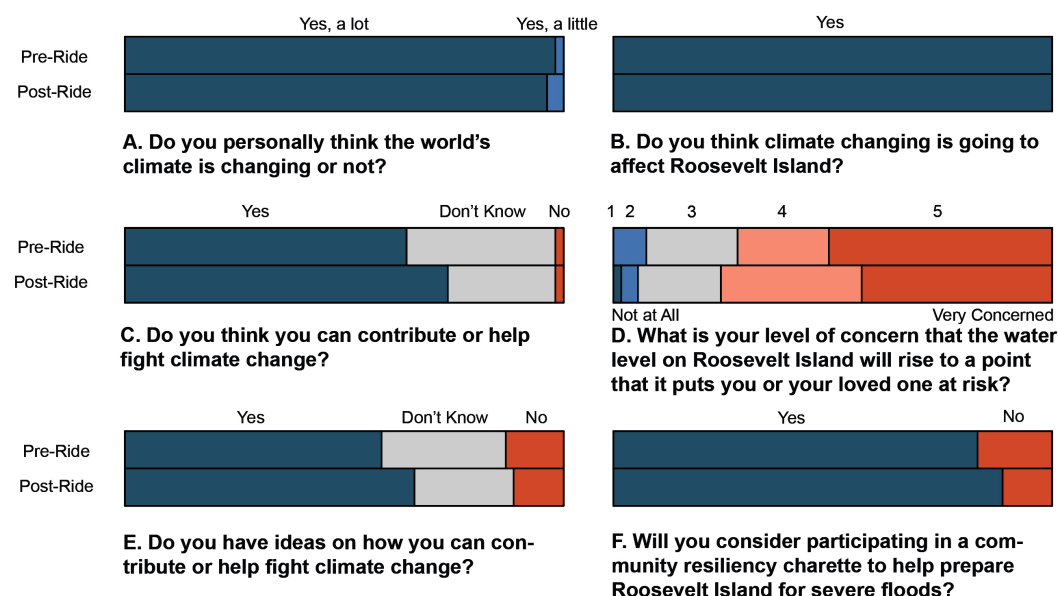 Yes, a lot Yes, a little Yes
Pre-Ride
Post-Ride
A. Do you personally think the world's
climate is changing or not?
B. Do you think climate changing is going to
affect Roosevelt Island?
Yes Don't Know No 1 2 3 4 5
Pre-Ride
Post-Ride
Not at All Very Concerned
C. Do you think you can contribute or help
fight climate change?
D. What is your level of concern that the water
level on Roosevelt Island will rise to a point
that it puts you or your loved one at risk?
Yes Don't Know No Yes No
Pre-Ride
Post-Ride
E. Do you have ideas on how you can con-
tribute or help fight climate change?
F. Will you consider participating in a com-
munity resiliency charette to help prepare
Roosevelt Island for severe floods?